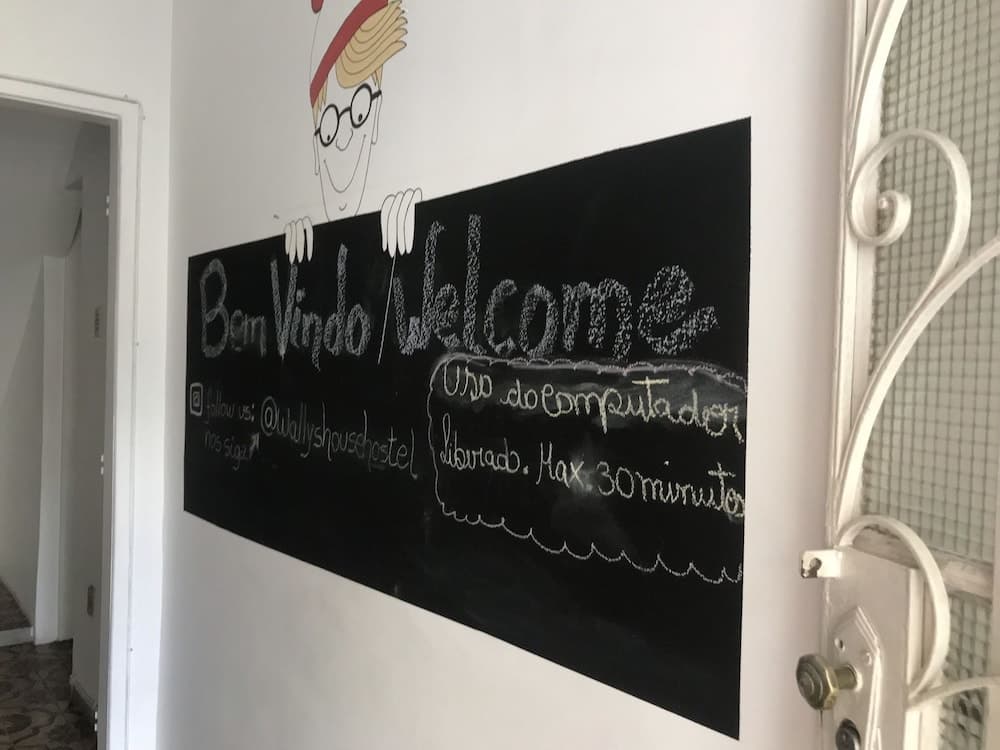 Bem Vindo / Welcome
follow us: @wallyshousehostel
nos siga
Uso do computador
liberado. Max. 30 minutos